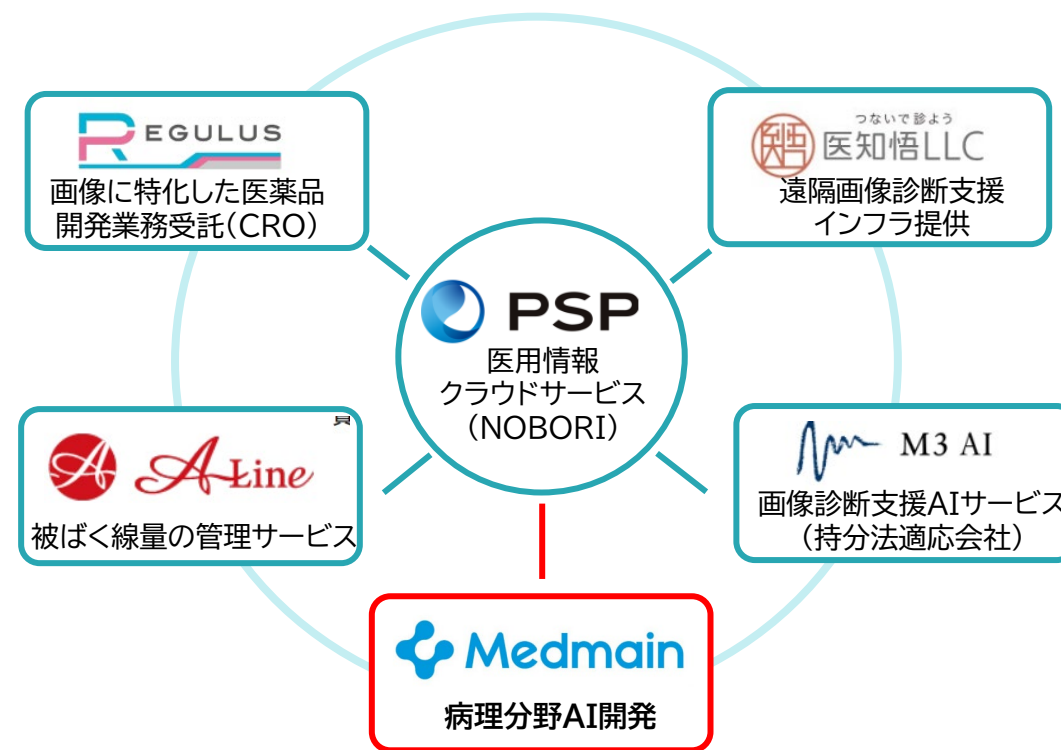 REGULUS
画像に特化した医薬品
開発業務受託(CRO)
つないで診よう
医知悟LLC
遠隔画像診断支援
インフラ提供
PSP
医用情報
クラウドサービス
(NOBORI)
A-Line
被ばく線量の管理サービス
M3 AI
画像診断支援AIサービス
(持分法適応会社)
Medmain
病理分野AI開発